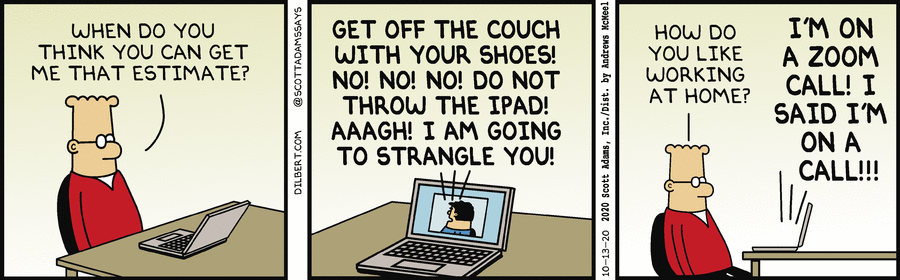 WHEN DO YOU
THINK YOU CAN GET
ME THAT ESTIMATE?
DILBERT.COM @SCOTTADAMSSAYS
GET OFF THE COUCH
WITH YOUR SHOES!
NO! NO! NO! DO NOT
THROW THE IPAD!
AAAGH! I AM GOING
TO STRANGLE YOU!
10-13-20 2020 Scott Adams, Inc./Dist. by Andrews McMeel
HOW DO
YOU LIKE
WORKING
AT HOME?
I'M ON
A ZOOM
CALL! I
SAID I'M
ON A
CALL!!!